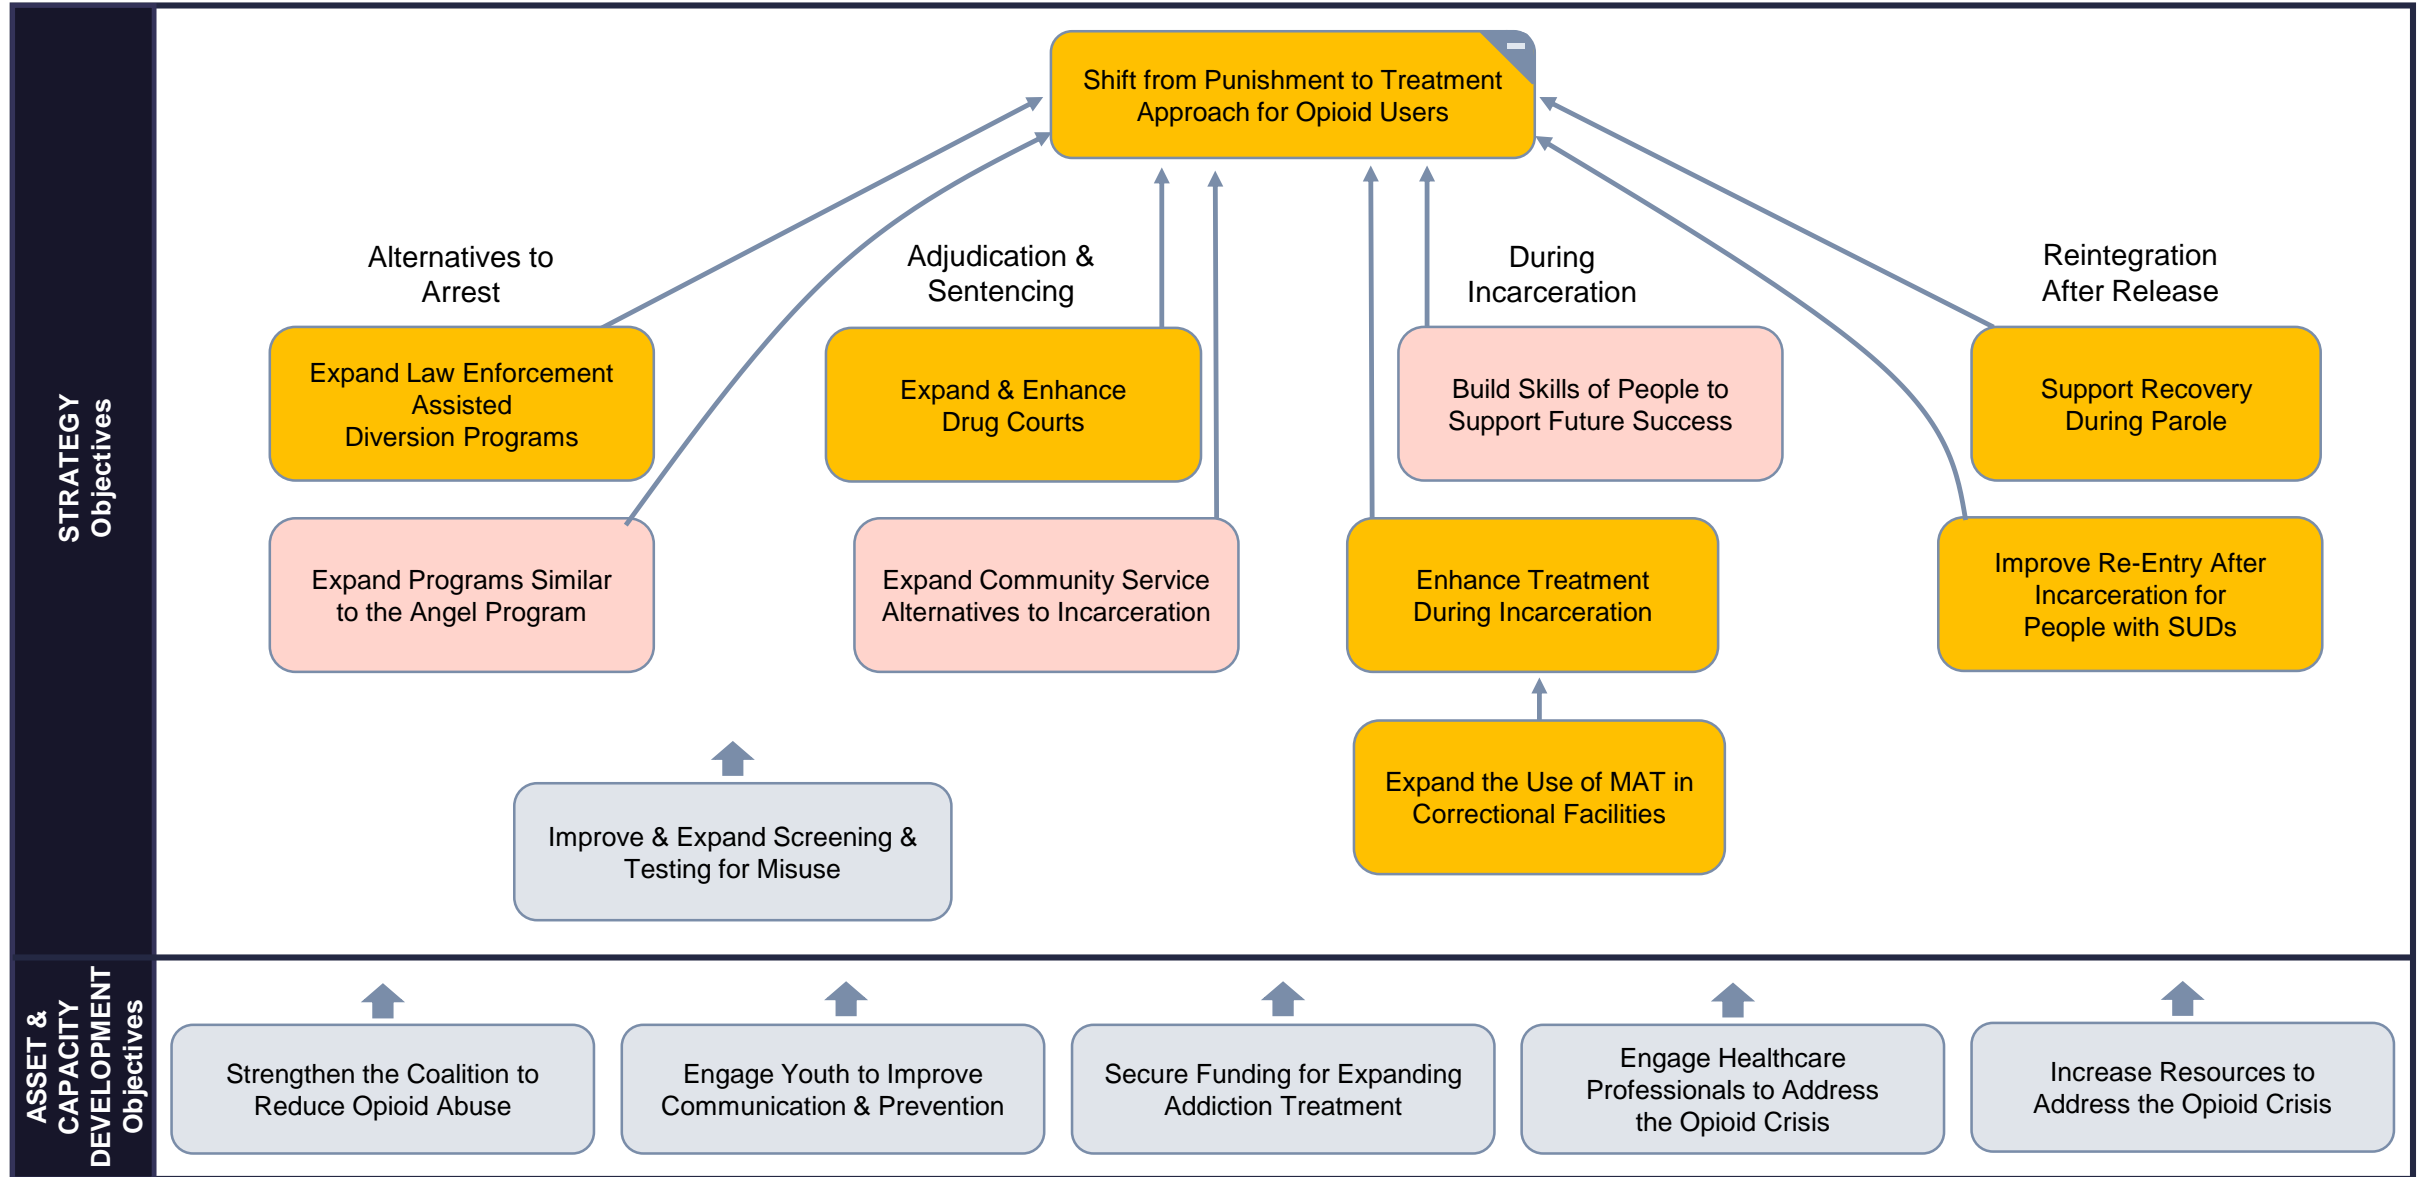 STRATEGY
Objectives
Shift from Punishment to Treatment
Approach for Opioid Users
Alternatives to
Arrest
Adjudication &
Sentencing
During
Incarceration
Reintegration
After Release
Expand Law Enforcement
Assisted
Diversion Programs
Expand & Enhance
Drug Courts
Build Skills of People to
Support Future Success
Support Recovery
During Parole
Expand Programs Similar
to the Angel Program
Expand Community Service
Alternatives to Incarceration
Enhance Treatment
During Incarceration
Improve Re-Entry After
Incarceration for
People with SUDs
Expand the Use of MAT in
Correctional Facilities
Improve & Expand Screening &
Testing for Misuse
ASSET &
CAPACITY
DEVELOPMENT
Objectives
Strengthen the Coalition to
Reduce Opioid Abuse
Engage Youth to Improve
Communication & Prevention
Secure Funding for Expanding
Addiction Treatment
Engage Healthcare
Professionals to Address
the Opioid Crisis
Increase Resources to
Address the Opioid Crisis